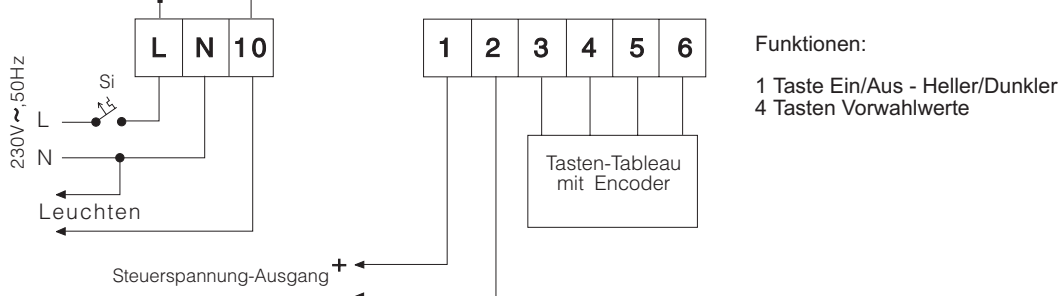 L N 10
1 2 3 4 5 6
Funktionen:
1 Taste Ein/Aus - Heller/Dunkler
4 Tasten Vorwahlwerte
230V~,50Hz
Si
L
N
Tasten-Tableau
mit Encoder
Leuchten
Steuerspannung-Ausgang +